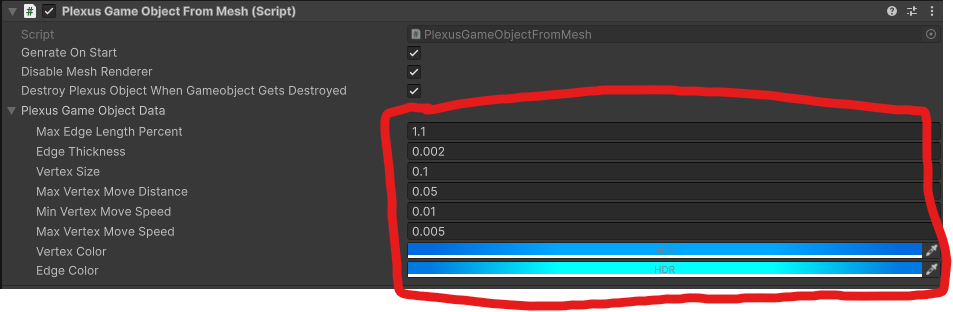 Plexus Game Object From Mesh (Script)
Script PlexusGameObjectFromMesh
Genrate On Start
Disable Mesh Renderer
Destroy Plexus Object When Gameobject Gets Destroyed
Plexus Game Object Data
Max Edge Length Percent 1.1
Edge Thickness 0.002
Vertex Size 0.1
Max Vertex Move Distance 0.05
Min Vertex Move Speed 0.01
Max Vertex Move Speed 0.005
Vertex Color
Edge Color HDR